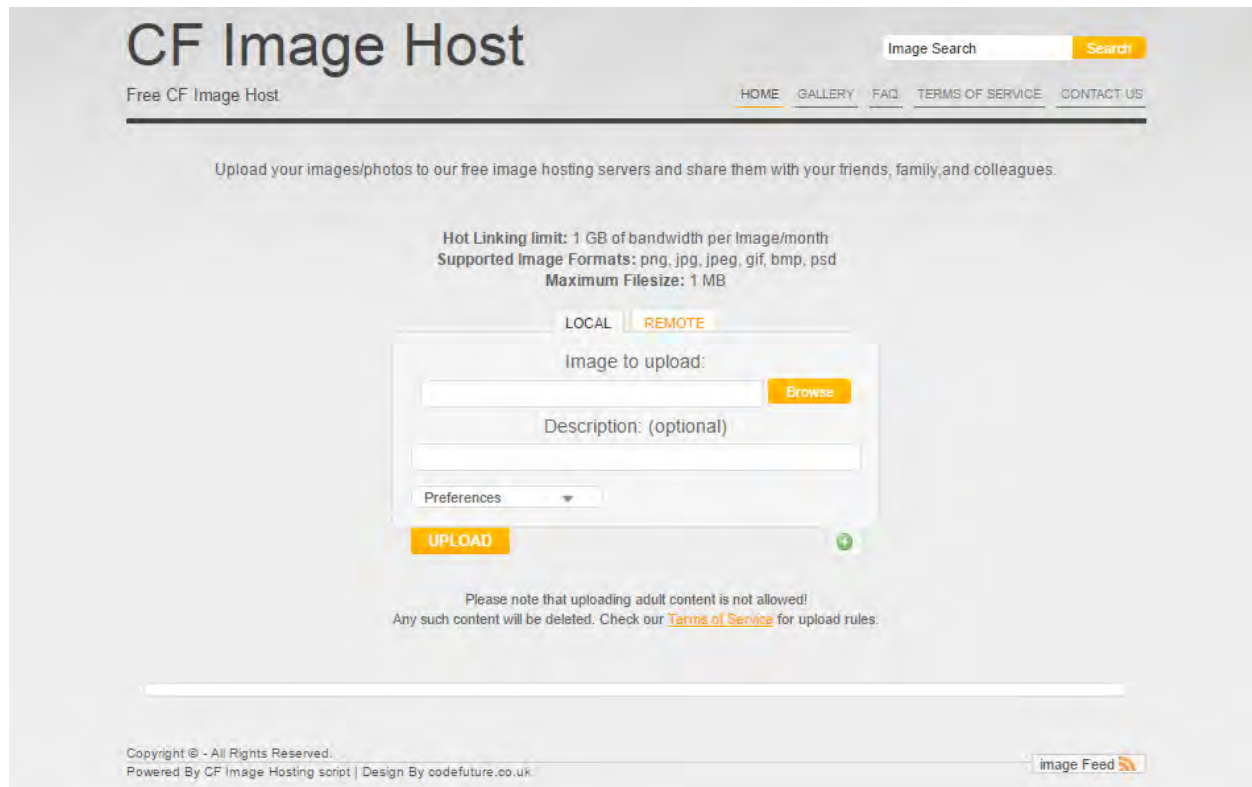 CF Image Host
Image Search Search
Free CF Image Host
HOME GALLERY FAQ TERMS OF SERVICE CONTACT US
Upload your images/photos to our free image hosting servers and share them with your friends, family,and colleagues.
Hot Linking limit: 1 GB of bandwidth per Image/month
Supported Image Formats: png, jpg, jpeg, gif, bmp, psd
Maximum Filesize: 1 MB
LOCAL REMOTE
Image to upload:
Browse
Description: (optional)
Preferences
UPLOAD
Please note that uploading adult content is not allowed!
Any such content will be deleted. Check our Terms of Service for upload rules.
Copyright © - All Rights Reserved.
Powered By CF Image Hosting script | Design By codefuture.co.uk
image Feed